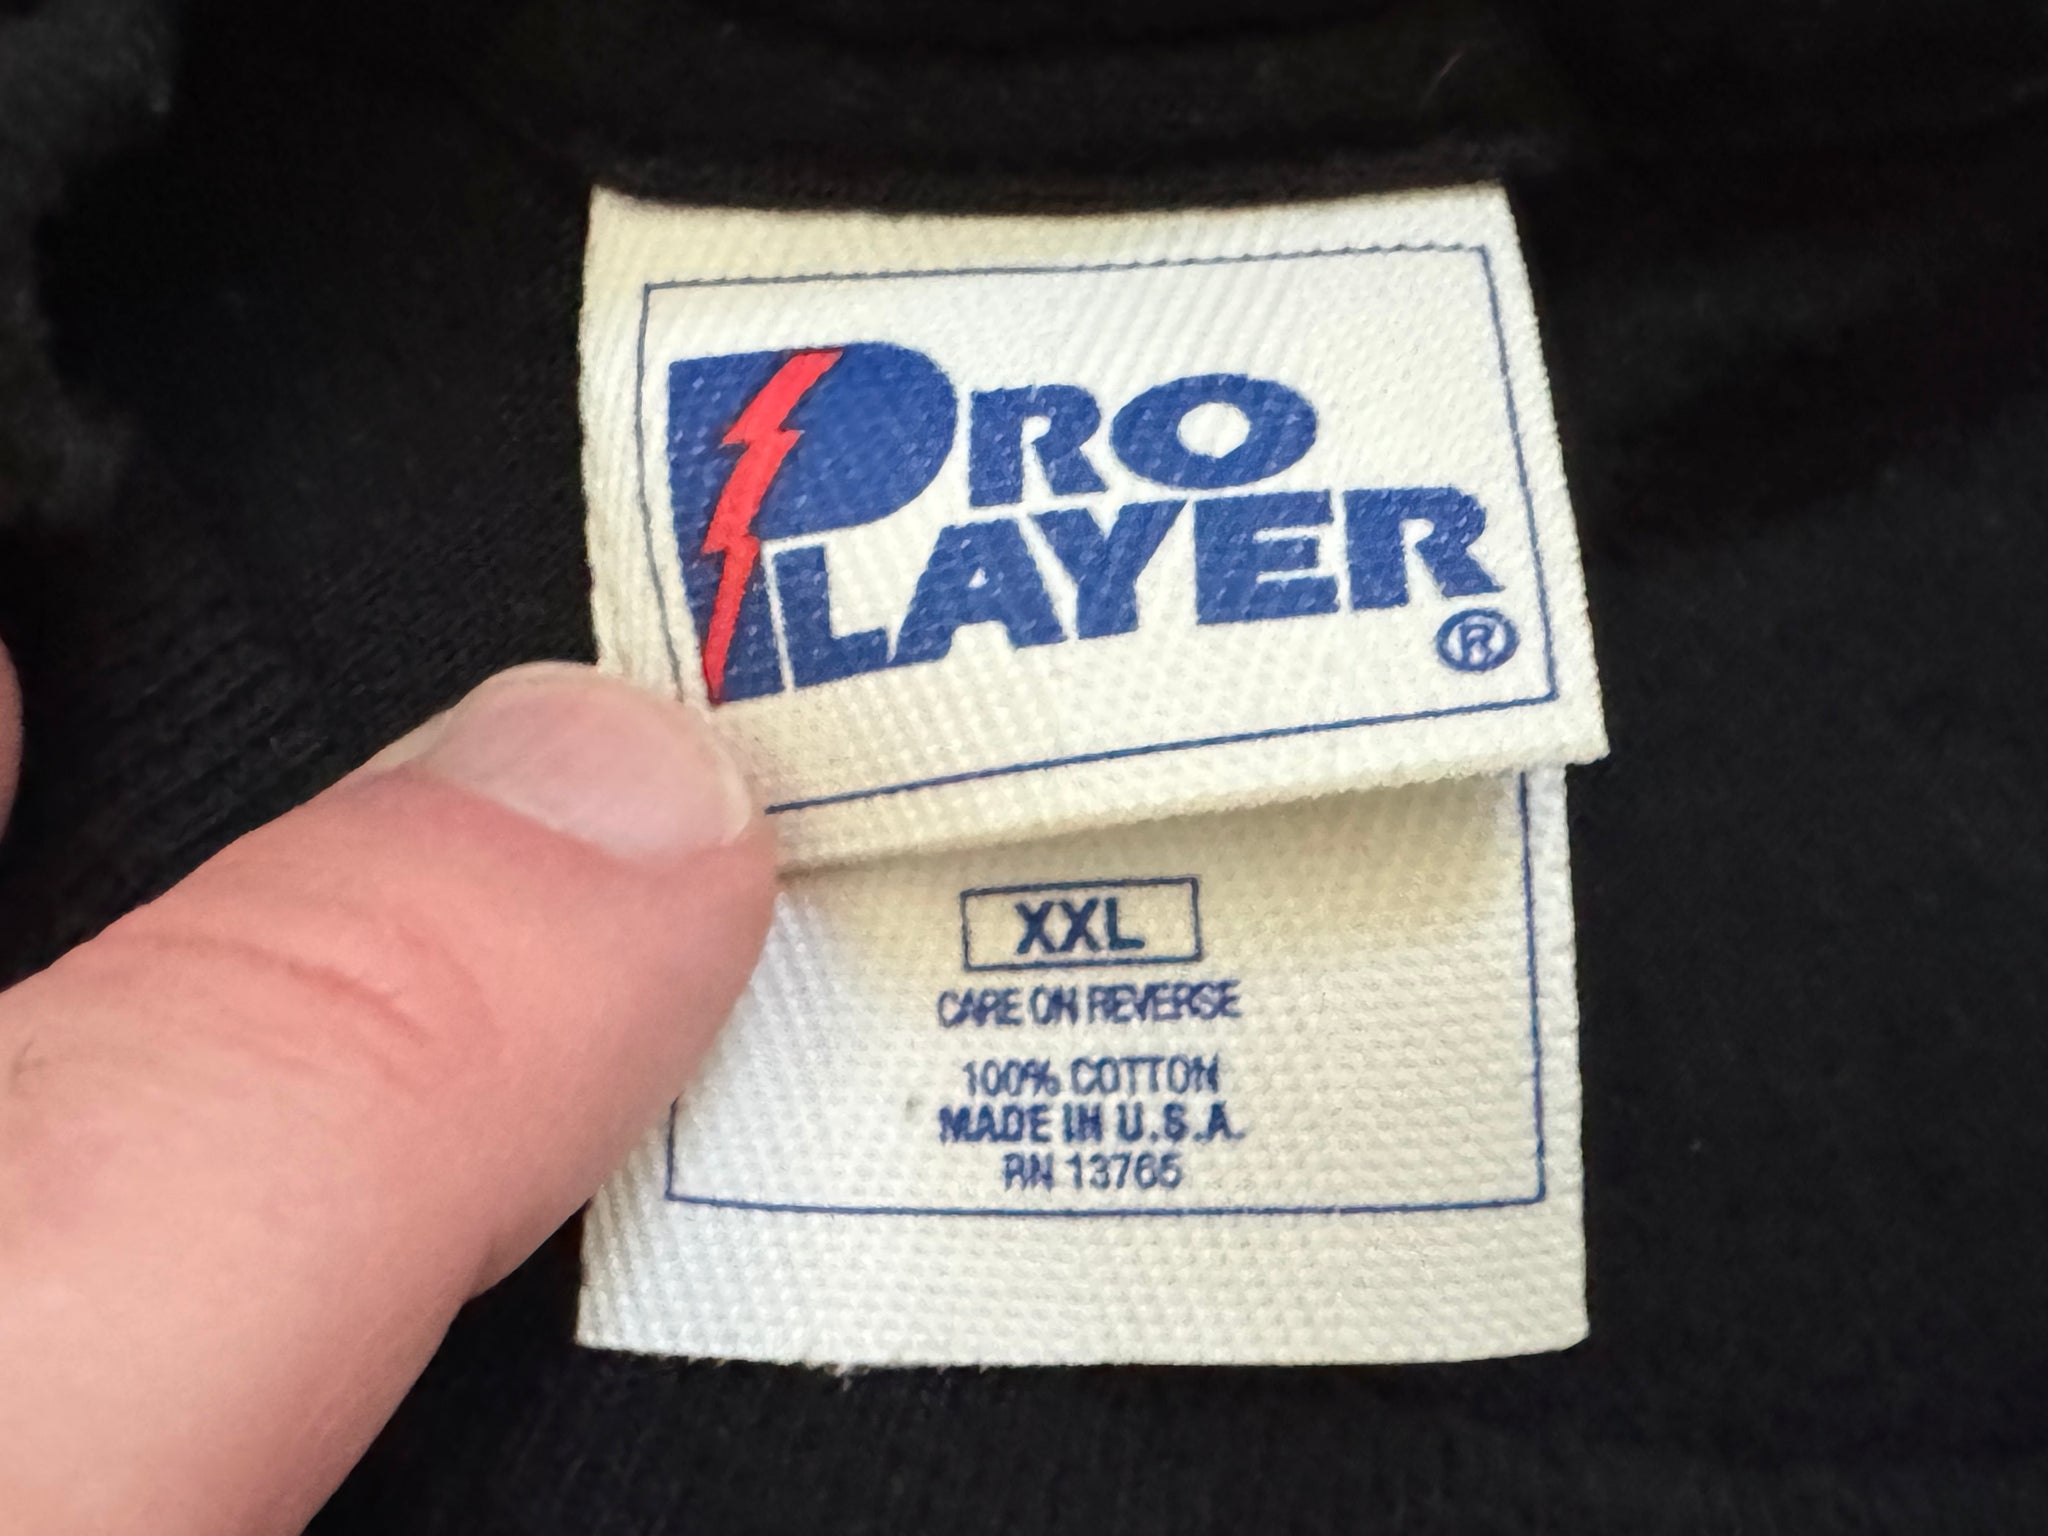 PRO
PLAYER®
XXL
CARE ON REVERSE
100% COTTON
MADE IN U.S.A.
RN 13765